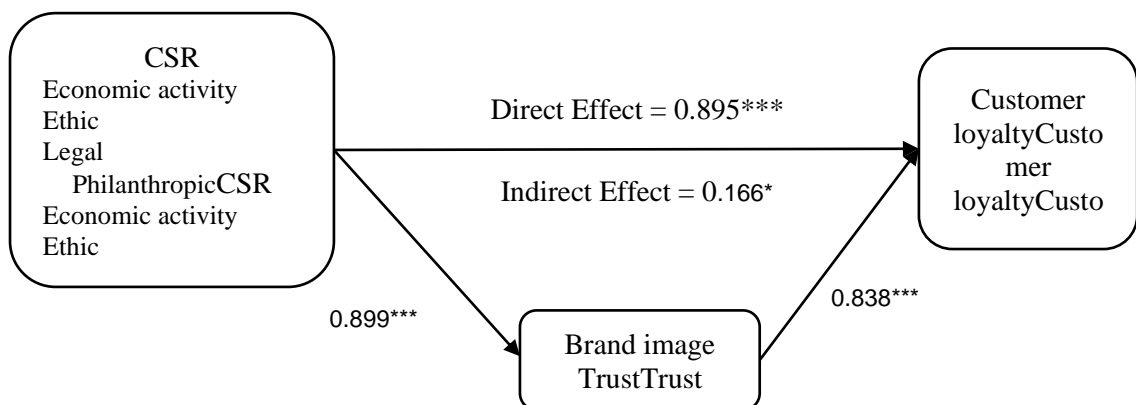 CSR
Economic activity
Ethic
Legal
PhilanthropicCSR
Economic activity
Ethic
Direct Effect = 0.895***
Indirect Effect = 0.166*
Customer
loyaltyCusto
mer
loyaltyCusto
0.899***
0.838***
Brand image
TrustTrust